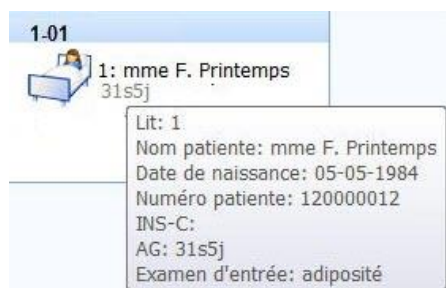 1-01
1: mme F. Printemps
31s5j
Lit: 1
Nom patiente: mme F. Printemps
Date de naissance: 05-05-1984
Numéro patiente: 120000012
INS-C:
AG: 31s5j
Examen d'entrée: adiposité